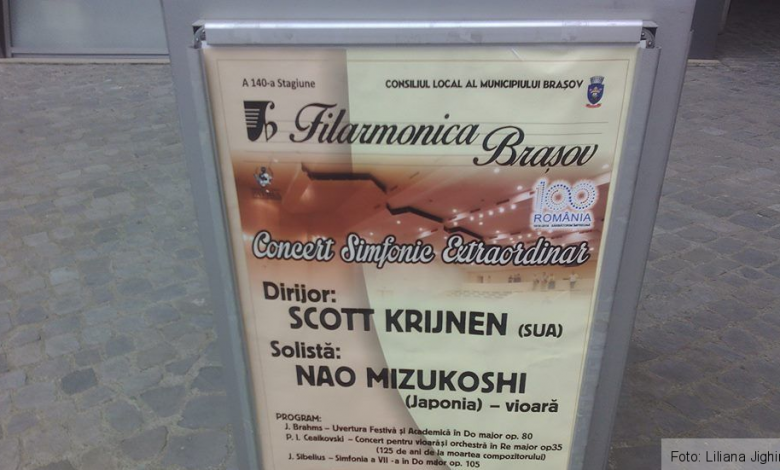 A 140-a Stagiune
CONSILIUL LOCAL AL MUNICIPIULUI BRAȘOV
Filarmonica
Brașov
100
ROMÂNIA
Concert Simfonic Extraordinar
Dirijor:
SCOTT KRIJNEN (SUA)
Solistă:
NAO MIZUKOSHI
(Japonia) – vioară
PROGRAM:
J. Brahms – Uvertura Festivă și Academică în Do major op. 80
P. I. Ceaikovski – Concert pentru vioarăși orchestră în Re major op35
(125 de ani de la moartea compozitorului)
J. Sibelius – Simfonia a VII -a în Do major op. 105
Foto: Liliana Jighi